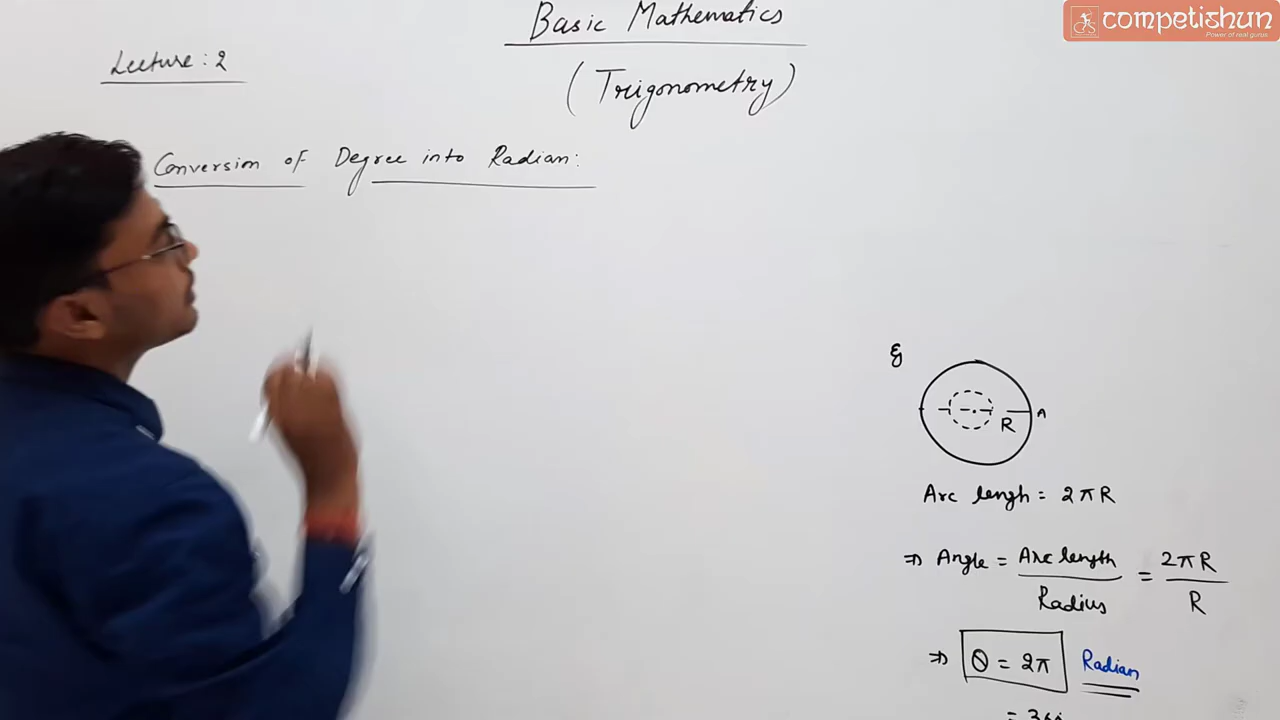 competishun
Power of real gurus
Basic Mathematics
Lecture: 2
(Trigonometry)
Conversion of Degree into Radian:
R A
Arc lengh = 2πR
⇒ Angle = Arc length / Radius = 2πR / R
⇒ θ = 2π Radian